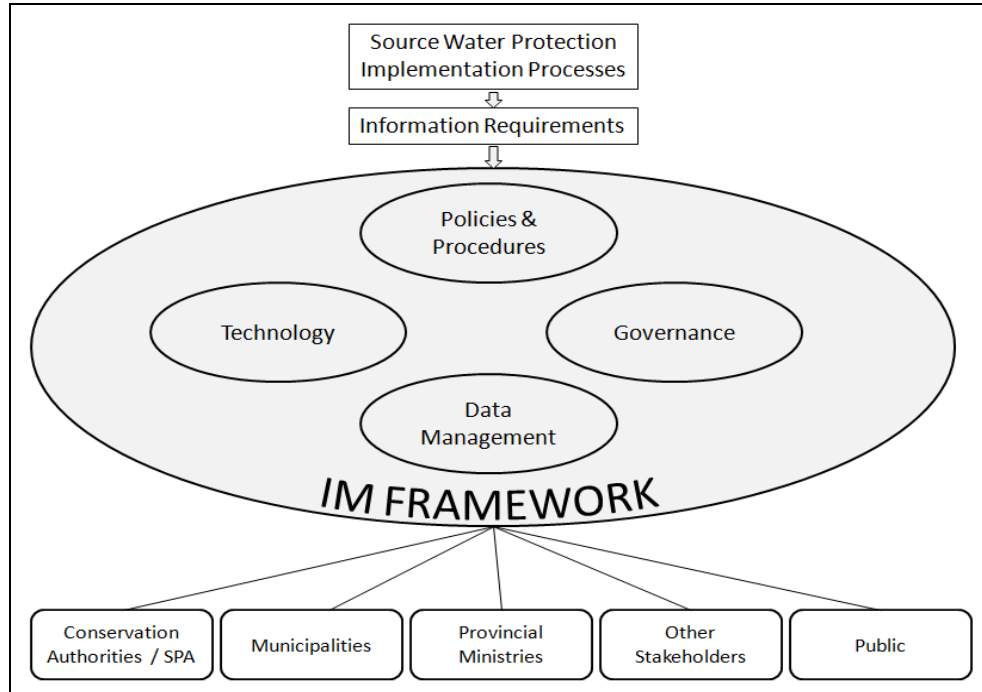 Source Water Protection
Implementation Processes
Information Requirements
Policies &
Procedures
Technology
Governance
Data
Management
IM FRAMEWORK
Conservation
Authorities / SPA
Municipalities
Provincial
Ministries
Other
Stakeholders
Public